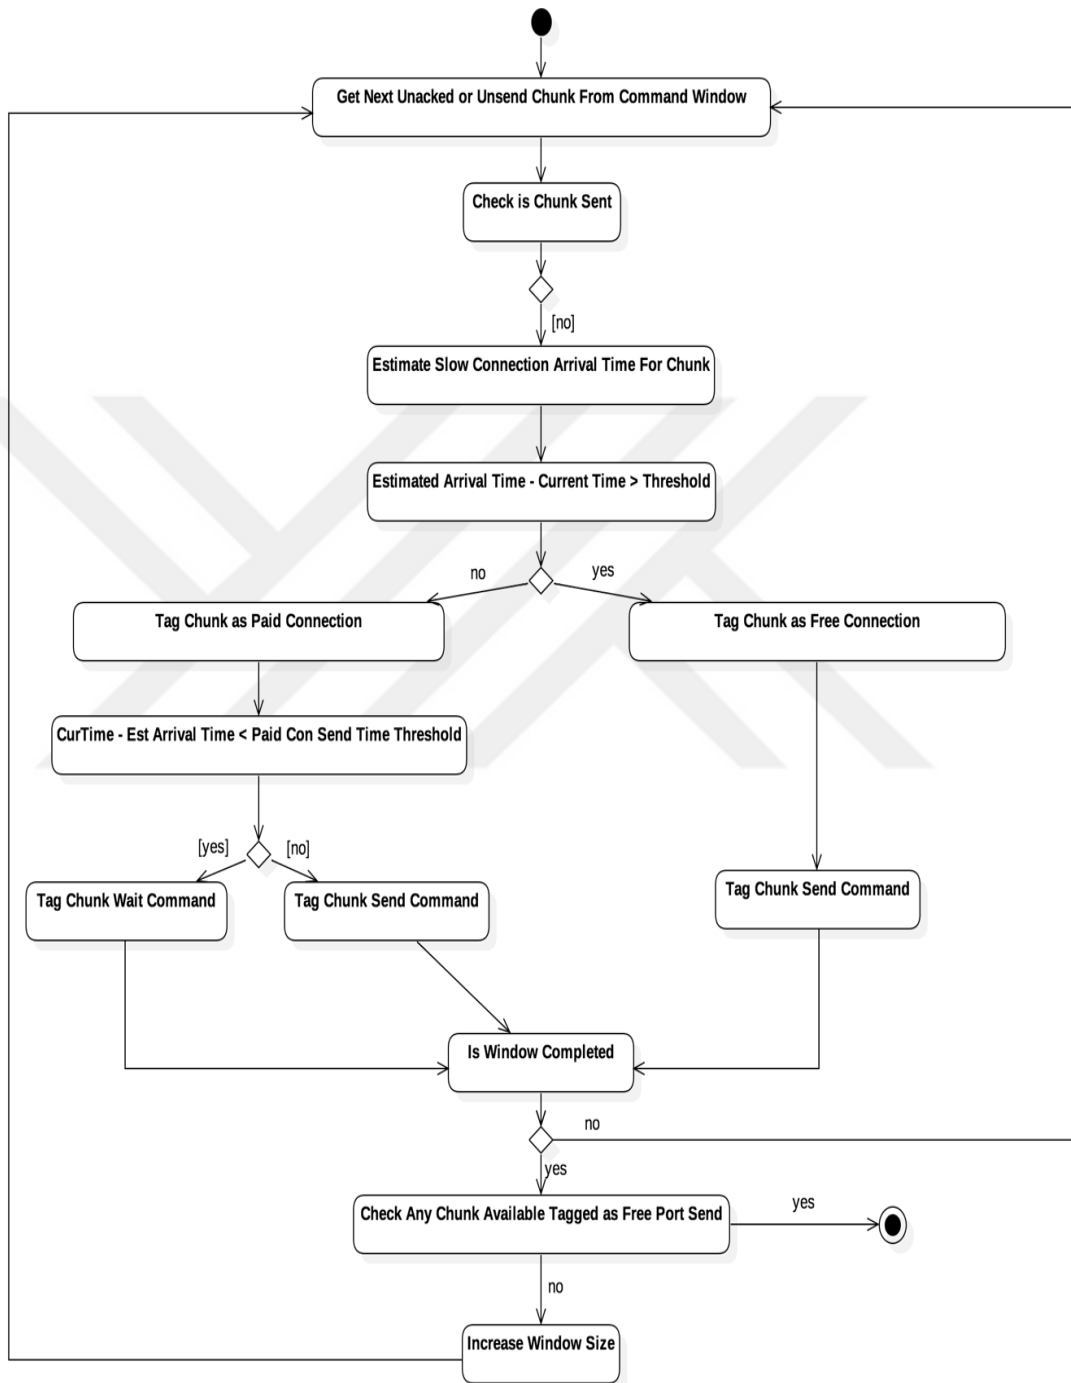 Get Next Unacked or Unsend Chunk From Command Window
Check is Chunk Sent
[no]
Estimate Slow Connection Arrival Time For Chunk
Estimated Arrival Time - Current Time > Threshold
no
yes
Tag Chunk as Paid Connection
Tag Chunk as Free Connection
CurTime - Est Arrival Time < Paid Con Send Time Threshold
[yes]
[no]
Tag Chunk Wait Command
Tag Chunk Send Command
Tag Chunk Send Command
Is Window Completed
no
yes
Check Any Chunk Available Tagged as Free Port Send
yes
no
Increase Window Size